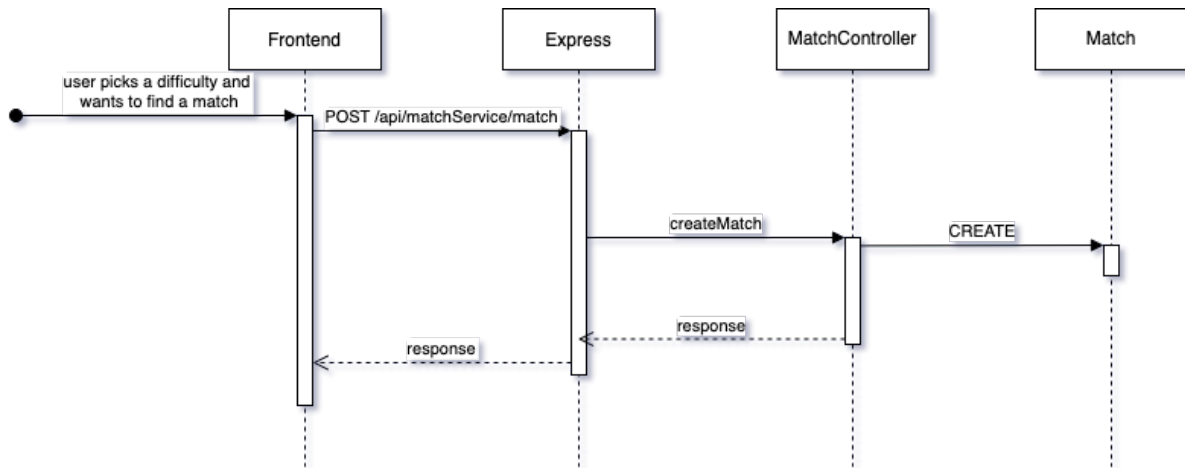 Frontend
Express
MatchController
Match
user picks a difficulty and
wants to find a match
POST /api/matchService/match
createMatch
CREATE
response
response